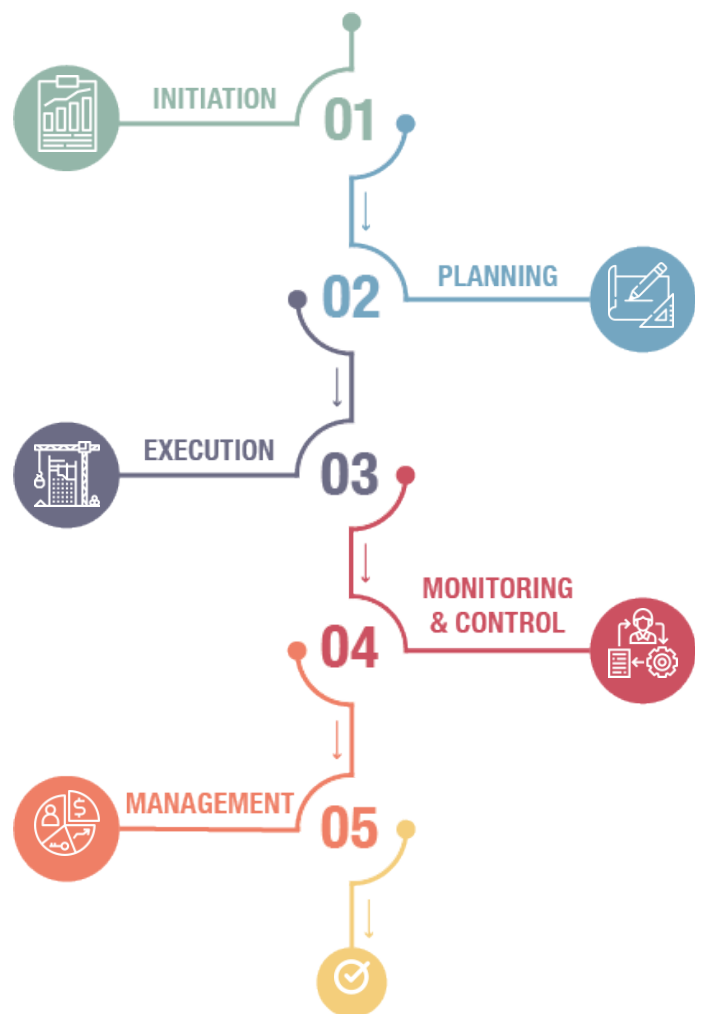 INITIATION
01
PLANNING
02
EXECUTION
03
MONITORING
& CONTROL
04
MANAGEMENT
$
05